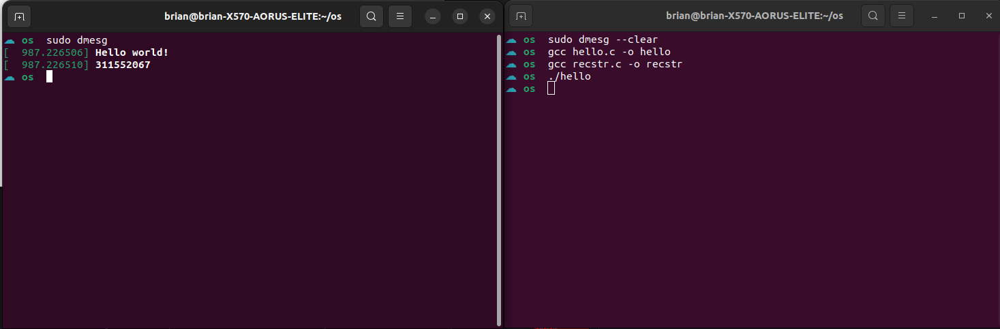 brian@brian-X570-AORUS-ELITE:~/os
os sudo dmesg
[  987.226506] Hello world!
[  987.226510] 311552067
os
brian@brian-X570-AORUS-ELITE:~/os
os sudo dmesg --clear
os gcc hello.c -o hello
os gcc recstr.c -o recstr
os ./hello
os